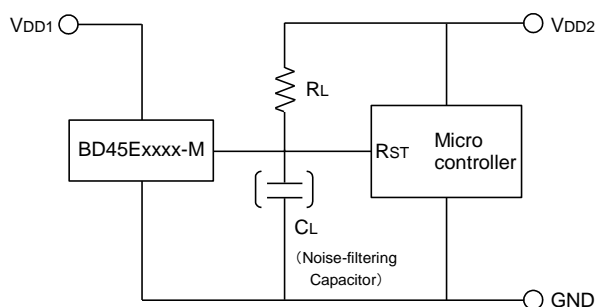 VDD1
VDD2
RL
BD45Exxxx-M
RST
Micro
controller
CL
（Noise-filtering
Capacitor）
GND